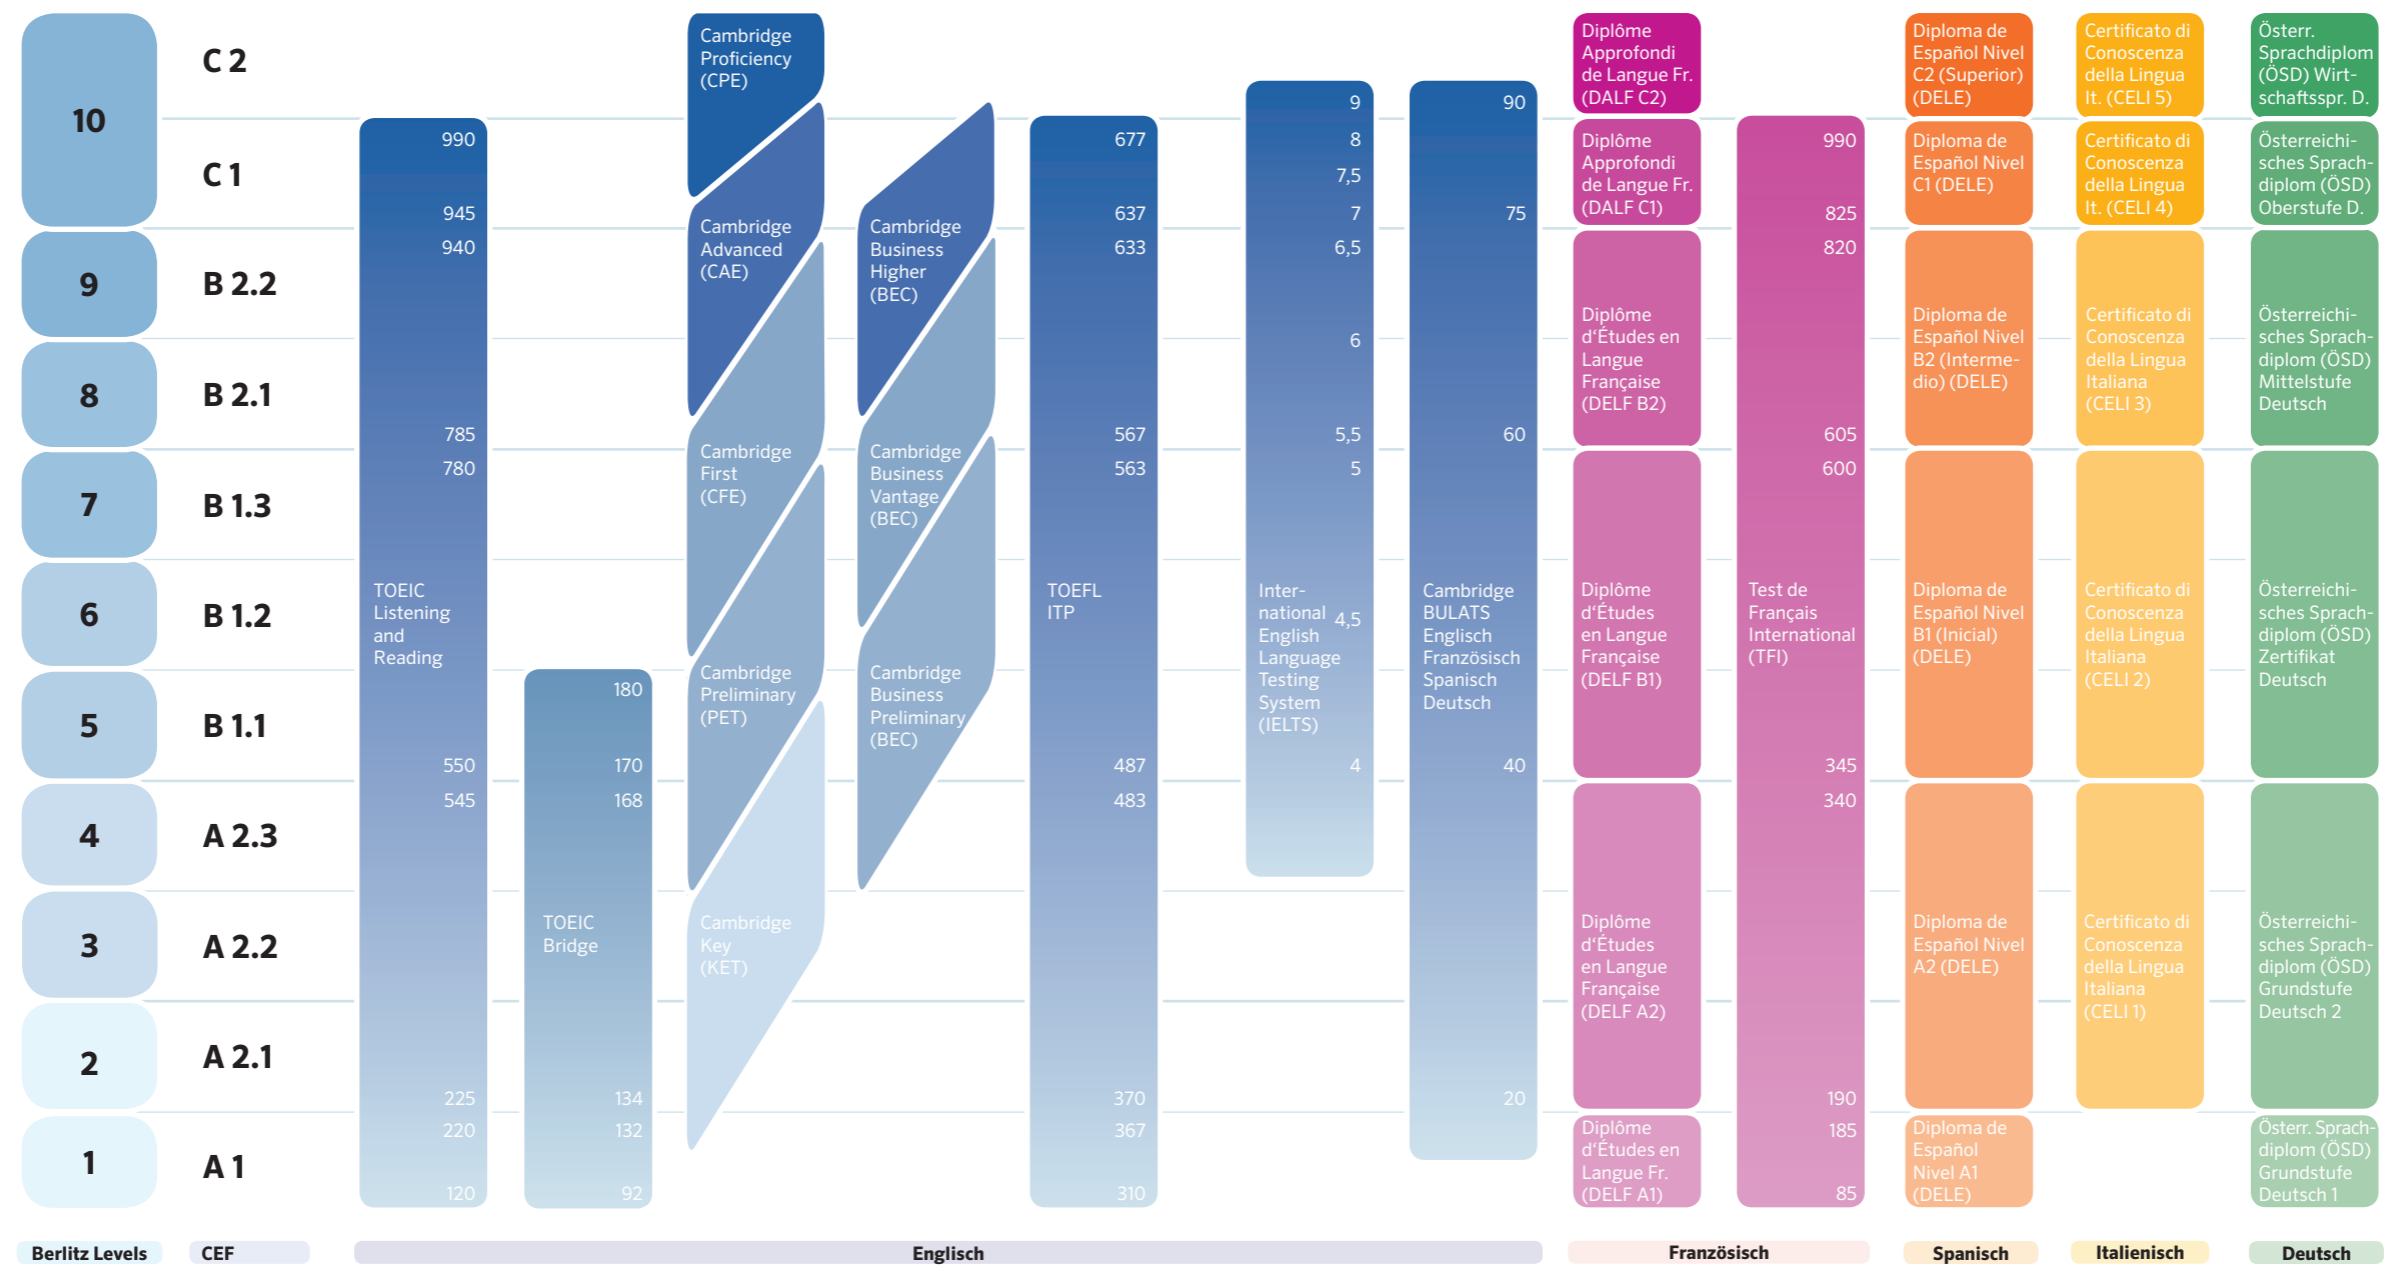 10
9
8
7
6
5
4
3
2
1
Berlitz Levels
C 2
C 1
B 2.2
B 2.1
B 1.3
B 1.2
B 1.1
A 2.3
A 2.2
A 2.1
A 1
CEF
990
945
940
785
780
TOEIC
Listening
and
Reading
550
545
225
220
120
180
170
168
TOEIC
Bridge
134
132
92
Cambridge
Proficiency
(CPE)
Cambridge
Advanced
(CAE)
Cambridge
First
(CFE)
Cambridge
Preliminary
(PET)
Cambridge
Key
(KET)
Cambridge
Business
Higher
(BEC)
Cambridge
Business
Vantage
(BEC)
Cambridge
Business
Preliminary
(BEC)
677
637
633
567
563
TOEFL
ITP
487
483
370
367
310
9
8
7,5
7
6,5
6
5,5
5
Inter-
national 4,5
English
Language
Testing
System
(IELTS)
4
90
75
60
Cambridge
BULATS
Englisch
Französisch
Spanisch
Deutsch
40
20
Englisch
Diplôme
Approfondi
de Langue Fr.
(DALF C2)
Diplôme
Approfondi
de Langue Fr.
(DALF C1)
Diplôme
d‘Études en
Langue
Française
(DELF B2)
Diplôme
d‘Études
en Langue
Française
(DELF B1)
Diplôme
d‘Études
en Langue
Française
(DELF A2)
Diplôme
d‘Études en
Langue Fr.
(DELF A1)
990
825
820
605
600
Test de
Français
International
(TFI)
345
340
190
185
85
Französisch
Diploma de
Español Nivel
C2 (Superior)
(DELE)
Diploma de
Español Nivel
C1 (DELE)
Diploma de
Español Nivel
B2 (Interme-
dio) (DELE)
Diploma de
Español Nivel
B1 (Inicial)
(DELE)
Diploma de
Español Nivel
A2 (DELE)
Diploma de
Español
Nivel A1
(DELE)
Spanisch
Certificato di
Conoscenza
della Lingua
It. (CELI 5)
Certificato di
Conoscenza
della Lingua
It. (CELI 4)
Certificato di
Conoscenza
della Lingua
Italiana
(CELI 3)
Certificato di
Conoscenza
della Lingua
Italiana
(CELI 2)
Certificato di
Conoscenza
della Lingua
Italiana
(CELI 1)
Italienisch
Österr.
Sprachdiplom
(ÖSD) Wirt-
schaftsspr. D.
Österreichi-
sches Sprach-
diplom (ÖSD)
Oberstufe D.
Österreichi-
sches Sprach-
diplom (ÖSD)
Mittelstufe
Deutsch
Österreichi-
sches Sprach-
diplom (ÖSD)
Zertifikat
Deutsch
Österreichi-
sches Sprach-
diplom (ÖSD)
Grundstufe
Deutsch 2
Österr. Sprach-
diplom (ÖSD)
Grundstufe
Deutsch 1
Deutsch